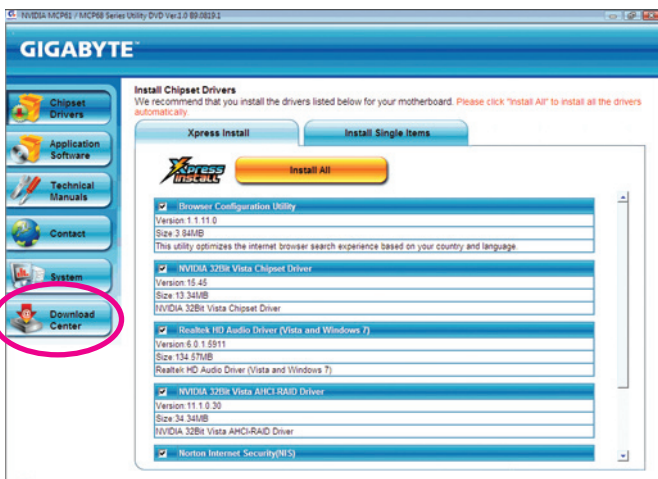 NVIDIA MCP61 / MCP68 Series Utility DVD Ver.1.0 B9.0819.1
GIGABYTE™
Chipset
Drivers
Application
Software
Technical
Manuals
Contact
System
Download
Center
Install Chipset Drivers
We recommend that you install the drivers listed below for your motherboard. Please click "Install All" to install all the drivers
automatically.
Xpress Install
Install Single Items
Xpress
Install
Install All
Browser Configuration Utility
Version:1.1.11.0
Size:3.84MB
This utility optimizes the internet browser search experience based on your country and language.
NVIDIA 32Bit Vista Chipset Driver
Version:15.45
Size:13.34MB
NVIDIA 32Bit Vista Chipset Driver
Realtek HD Audio Driver (Vista and Windows 7)
Version:6.0.1.5911
Size:134.57MB
Realtek HD Audio Driver (Vista and Windows 7)
NVIDIA 32Bit Vista AHCI-RAID Driver
Version:11.1.0.30
Size:34.34MB
NVIDIA 32Bit Vista AHCI-RAID Driver
Norton Internet Security(NIS)